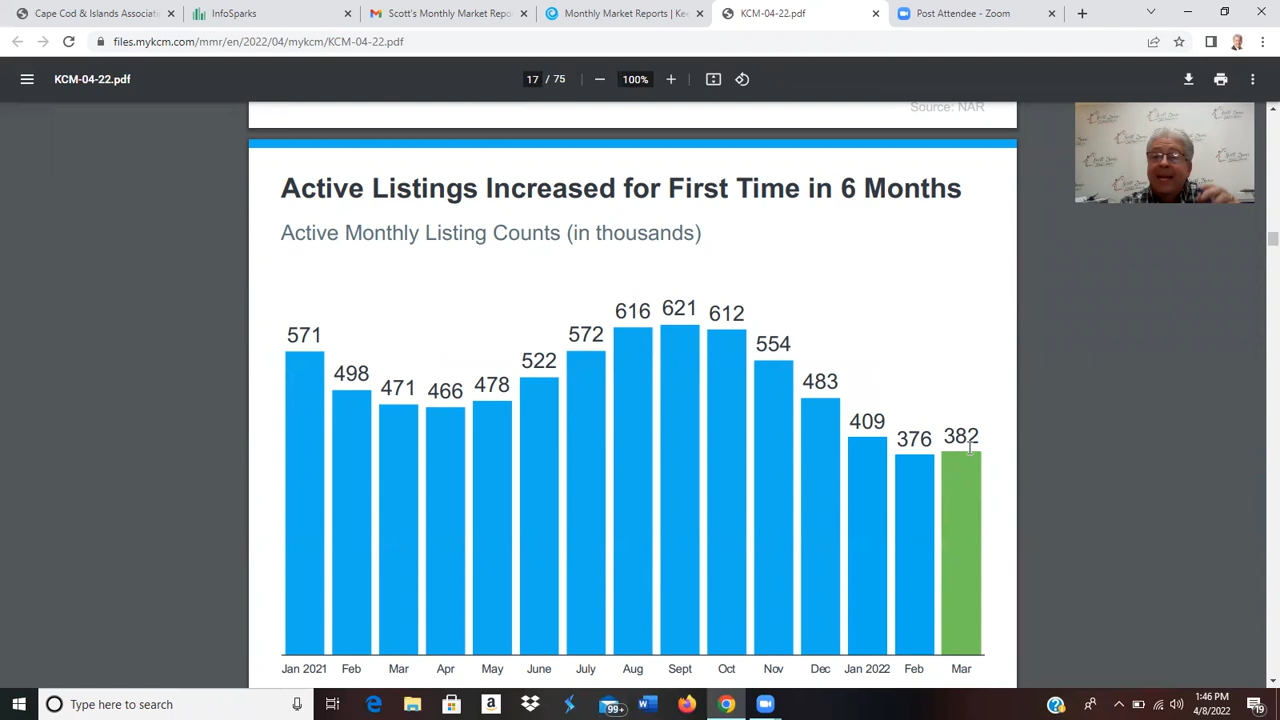 Cape Cod & Islands Associati
InfoSparks
Scott's Monthly Market Repo
Monthly Market Reports | Kee
KCM-04-22.pdf
Post Attendee - Zoom
files.mykcm.com/nmr/en/2022/04/mykcm/KCM-04-22.pdf
KCM-04-22.pdf
17 / 75
100%
Source: NAR
Active Listings Increased for First Time in 6 Months
Active Monthly Listing Counts (in thousands)
571 498 471 466 478 522 572 616 621 612 554 483 409 376 382
Jan 2021 Feb Mar Apr May June July Aug Sept Oct Nov Dec Jan 2022 Feb Mar
Type here to search
99+
1:46 PM
4/8/2022
19